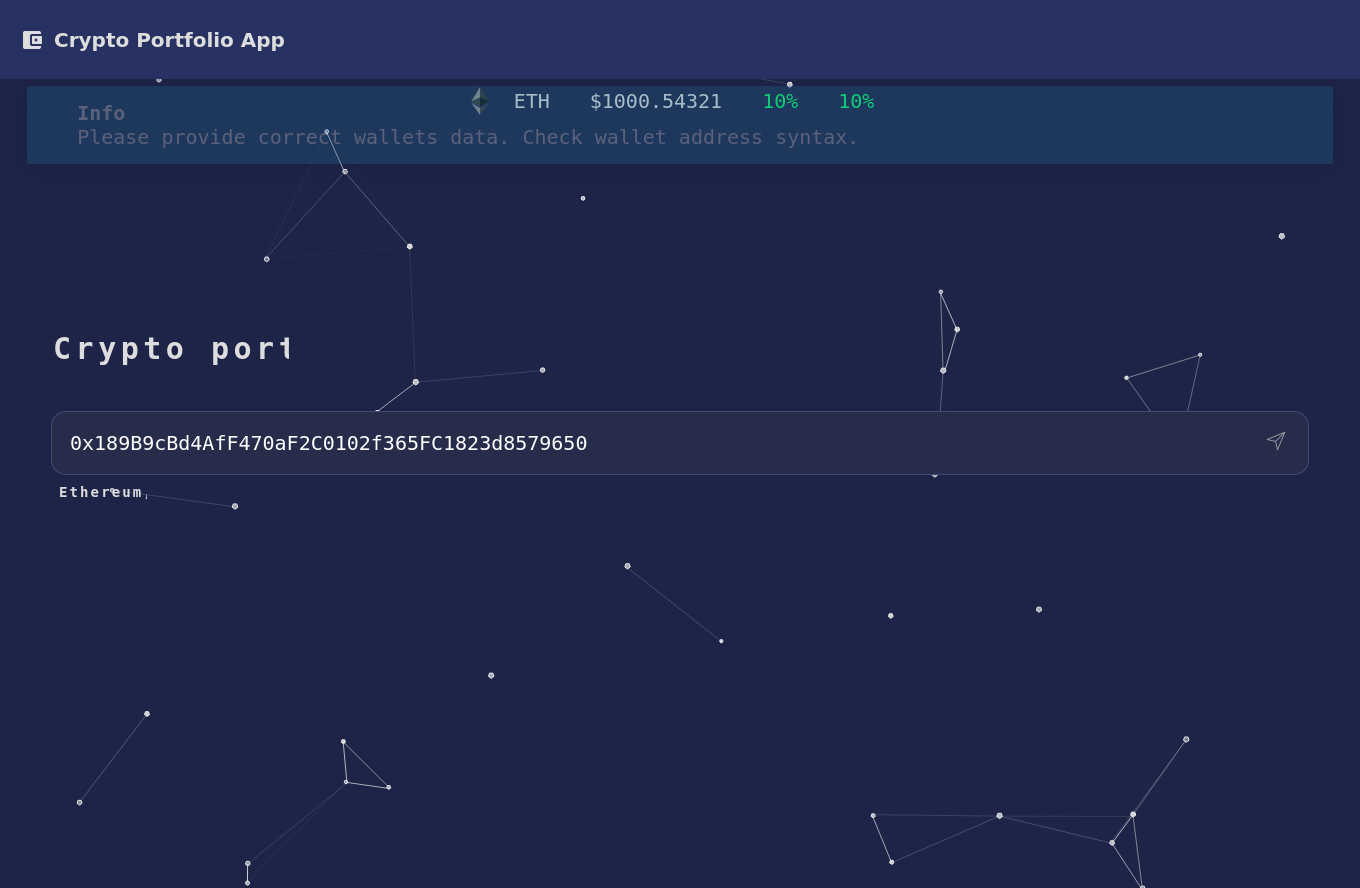 Crypto Portfolio App
ETH $1000.54321 10% 10%
Info
Please provide correct wallets data. Check wallet address syntax.
Crypto port
0x189B9cBd4AfF470aF2C0102f365FC1823d8579650
Ethereum,